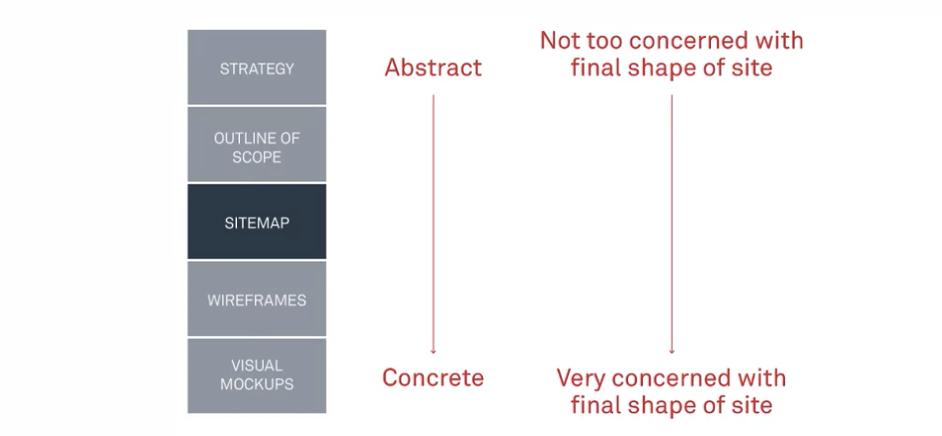 STRATEGY
OUTLINE OF
SCOPE
SITEMAP
WIREFRAMES
VISUAL
MOCKUPS
Abstract
Concrete
Not too concerned with
final shape of site
Very concerned with
final shape of site